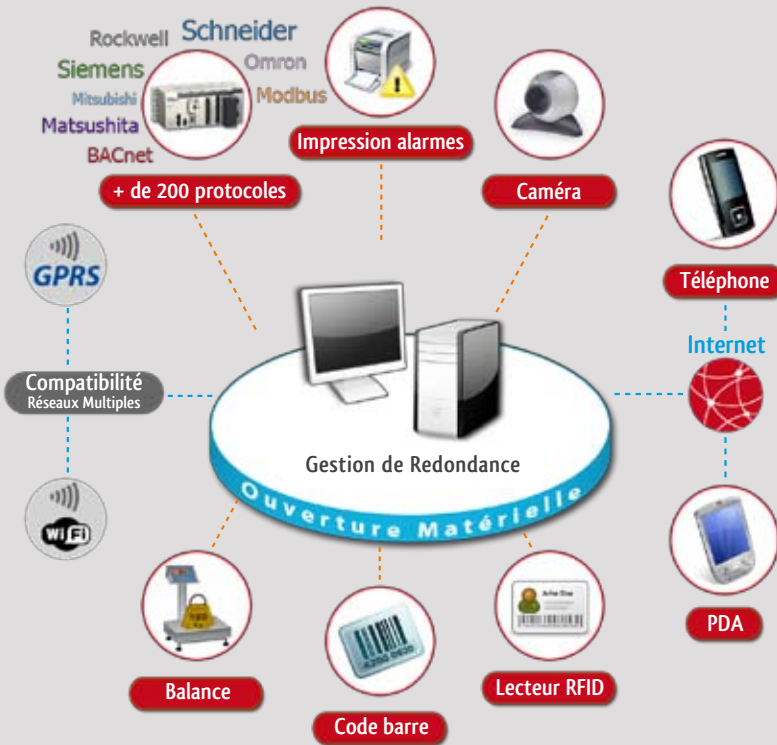 Rockwell
Schneider
Siemens
Omron
Mitsubishi
Modbus
Matsushita
BACnet
+ de 200 protocoles
Impression alarmes
Caméra
Téléphone
GPRS
Internet
Compatibilité
Réseaux Multiples
Gestion de Redondance
Ouverture Matérielle
WiFi
PDA
Balance
Code barre
Lecteur RFID